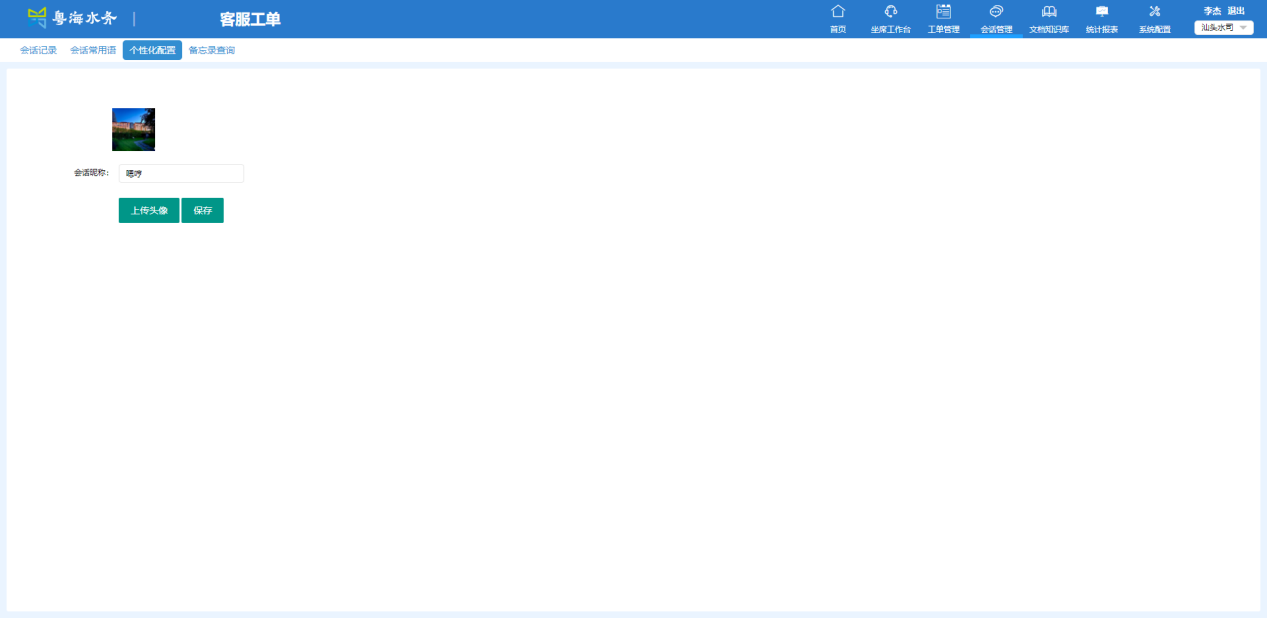 粤海水务
客服工单
首页 坐席工作台 工单管理 会话管理 文档知识库 统计报表 系统配置
李杰 退出
汕头水司
会话记录 会话常用语 个性化配置 备忘录查询
会话昵称：
嗯哼
上传头像 保存